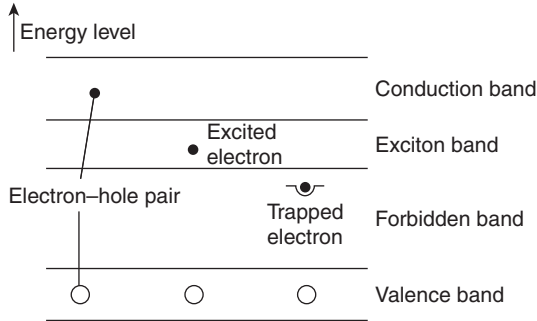 Energy level
Conduction band
Excited
electron
Exciton band
Electron–hole pair
Trapped
electron
Forbidden band
Valence band